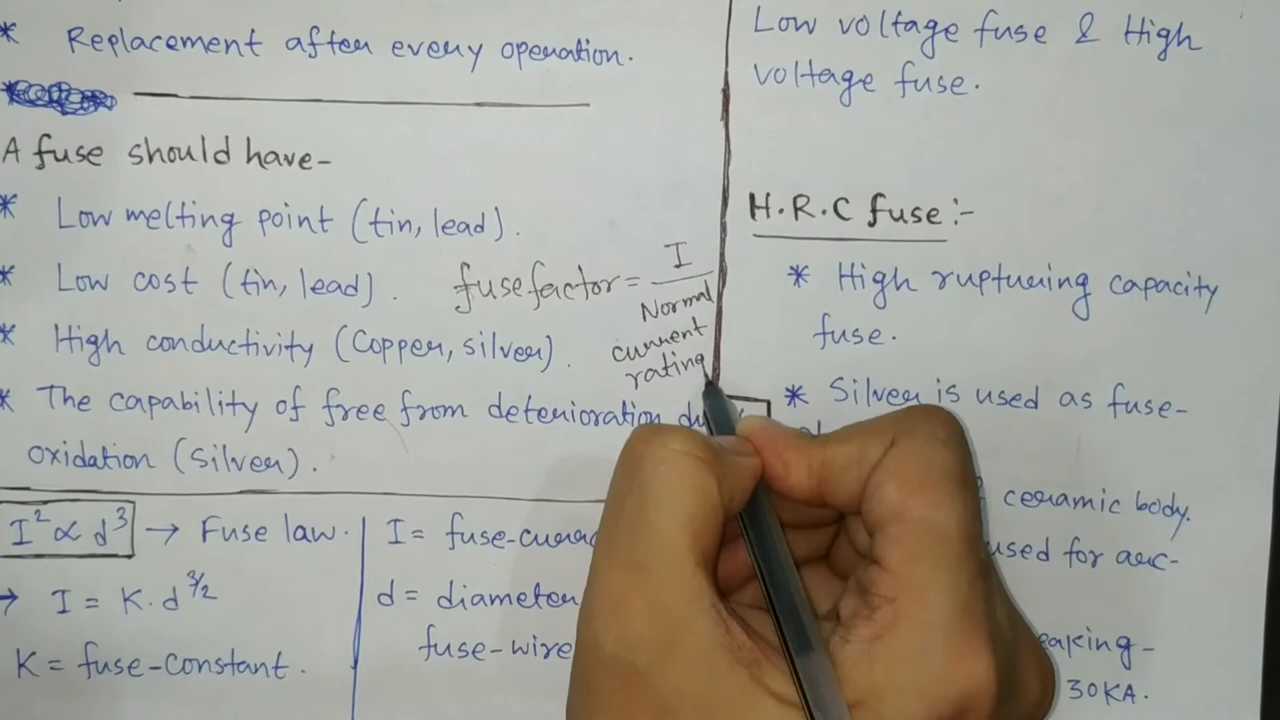 * Replacement after every operation.
A fuse should have-
* Low melting point (tin, lead).
* Low cost (tin, lead).
fuse factor = I / Normal current rating
* High conductivity (Copper, silver).
* The capability of free from deterioration
oxidation (silver).
I² ∝ d³ → Fuse law.
→ I = K.d^3/2
K = fuse-constant.
I = fuse-
d = diameter
fuse-wire
Low voltage fuse & High
voltage fuse.
H.R.C fuse:-
* High rupturing capacity
fuse.
* Silver is used as fuse-
ceramic body.
used for arc-
30KA.